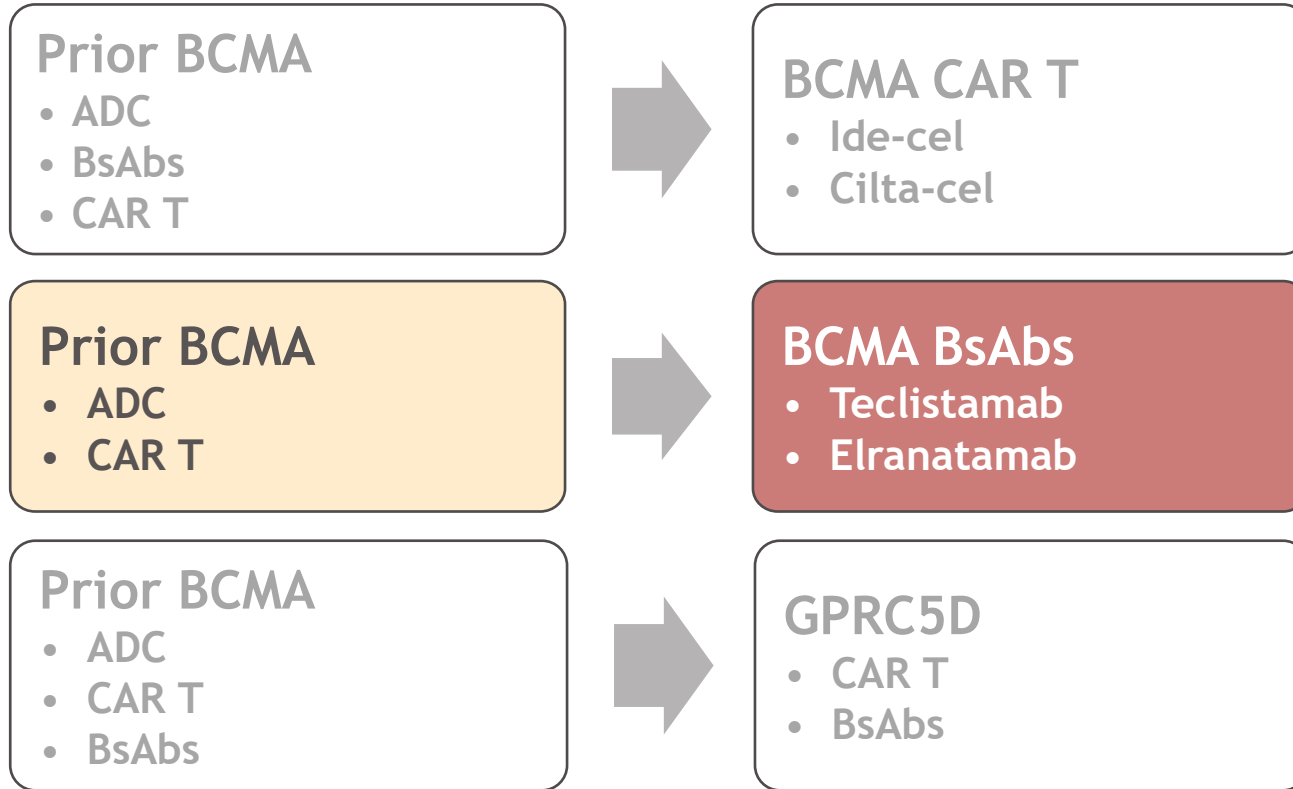 Prior BCMA
• ADC
• BsAbs
• CAR T
BCMA CAR T
• Ide-cel
• Cilta-cel
Prior BCMA
• ADC
• CAR T
BCMA BsAbs
• Teclistamab
• Elranatamab
Prior BCMA
• ADC
• CAR T
• BsAbs
GPRC5D
• CAR T
• BsAbs